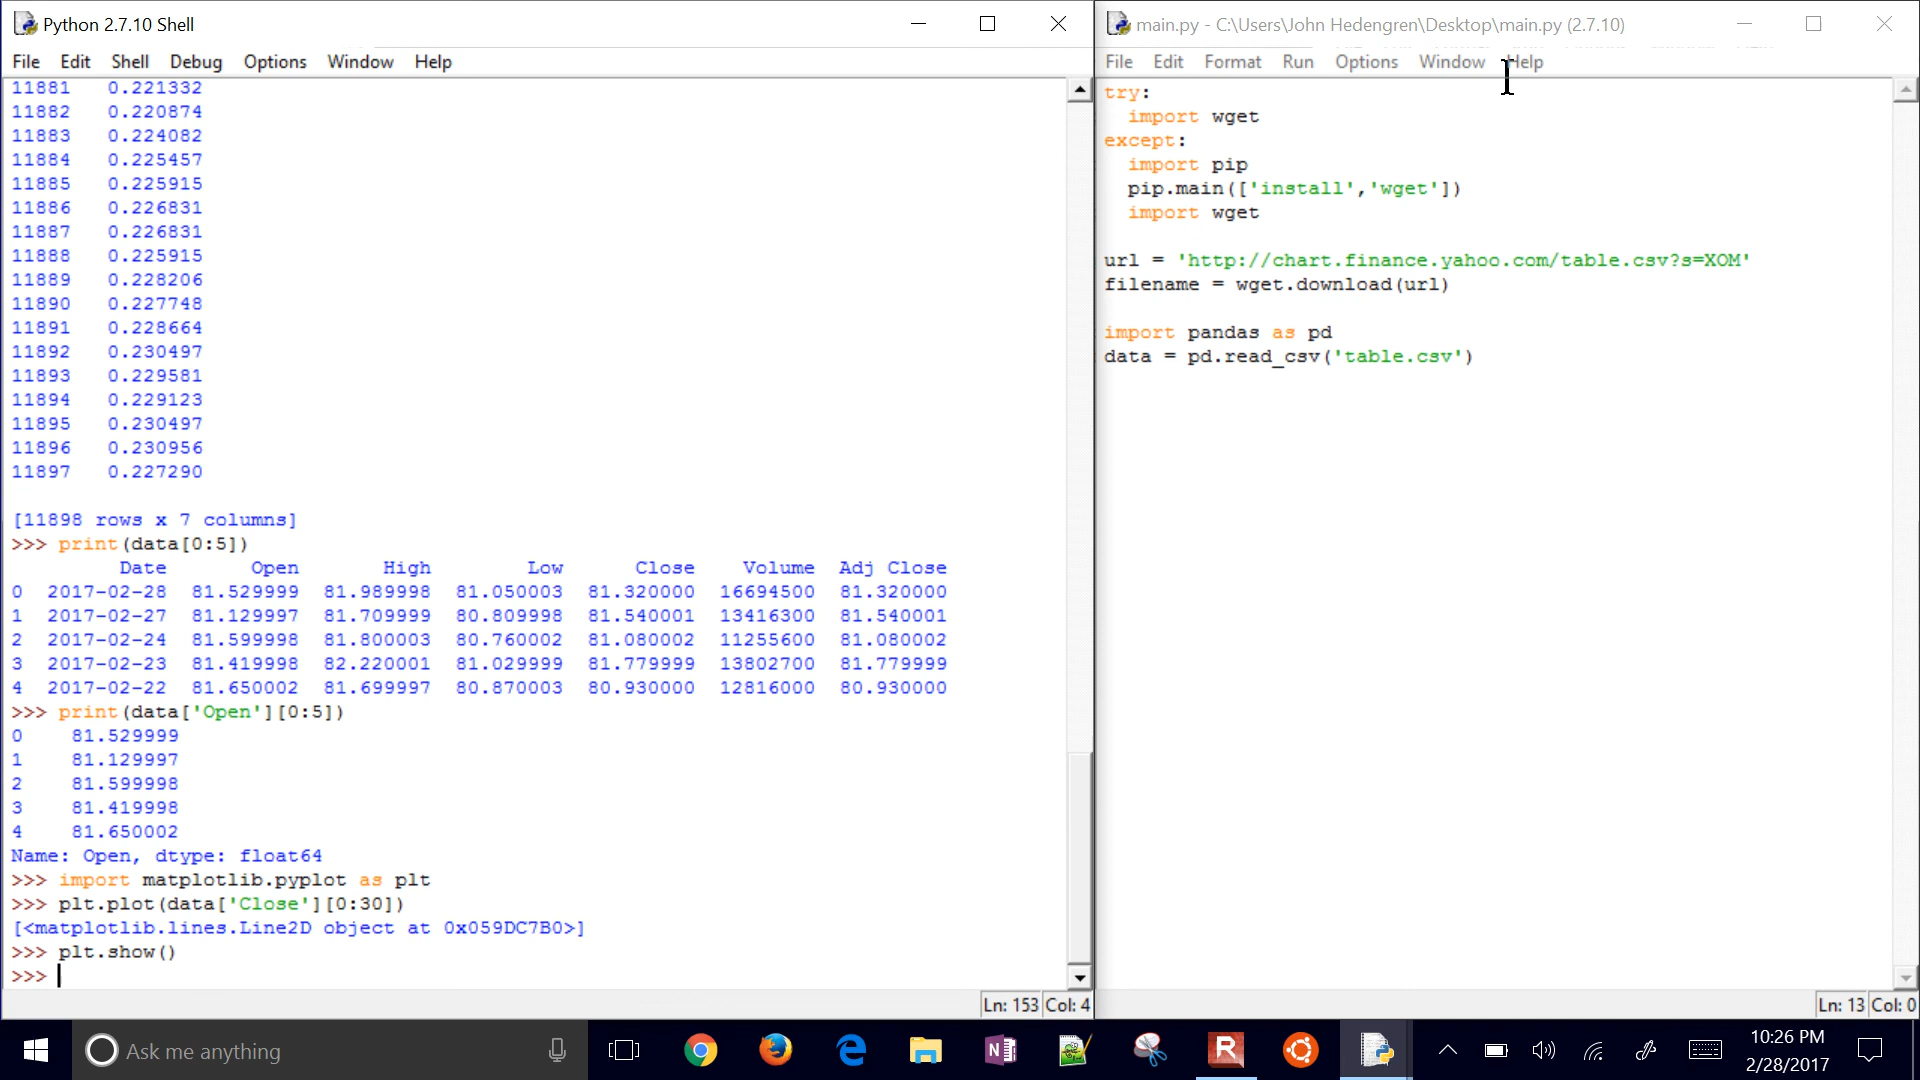 Python 2.7.10 Shell
File Edit Shell Debug Options Window Help
11881 0.221332
11882 0.220874
11883 0.224082
11884 0.225457
11885 0.225915
11886 0.226831
11887 0.226831
11888 0.225915
11889 0.228206
11890 0.227748
11891 0.228664
11892 0.230497
11893 0.229581
11894 0.229123
11895 0.230497
11896 0.230956
11897 0.227290
[11898 rows x 7 columns]
>>> print(data[0:5])
Date Open High Low Close Volume Adj Close
0 2017-02-28 81.529999 81.989998 81.050003 81.320000 16694500 81.320000
1 2017-02-27 81.129997 81.709999 80.809998 81.540001 13416300 81.540001
2 2017-02-24 81.599998 81.800003 80.760002 81.080002 11255600 81.080002
3 2017-02-23 81.419998 82.220001 81.029999 81.779999 13802700 81.779999
4 2017-02-22 81.650002 81.699997 80.870003 80.930000 12816000 80.930000
>>> print(data['Open'][0:5])
0 81.529999
1 81.129997
2 81.599998
3 81.419998
4 81.650002
Name: Open, dtype: float64
>>> import matplotlib.pyplot as plt
>>> plt.plot(data['Close'][0:30])
[<matplotlib.lines.Line2D object at 0x059DC7B0>]
>>> plt.show()
>>>
Ln: 153 Col: 4
main.py - C:\Users\John Hedengren\Desktop\main.py (2.7.10)
File Edit Format Run Options Window Help
try:
import wget
except:
import pip
pip.main(['install','wget'])
import wget
url = 'http://chart.finance.yahoo.com/table.csv?s=XOM'
filename = wget.download(url)
import pandas as pd
data = pd.read_csv('table.csv')
Ln: 13 Col: 0
Ask me anything
N
R
10:26 PM
2/28/2017